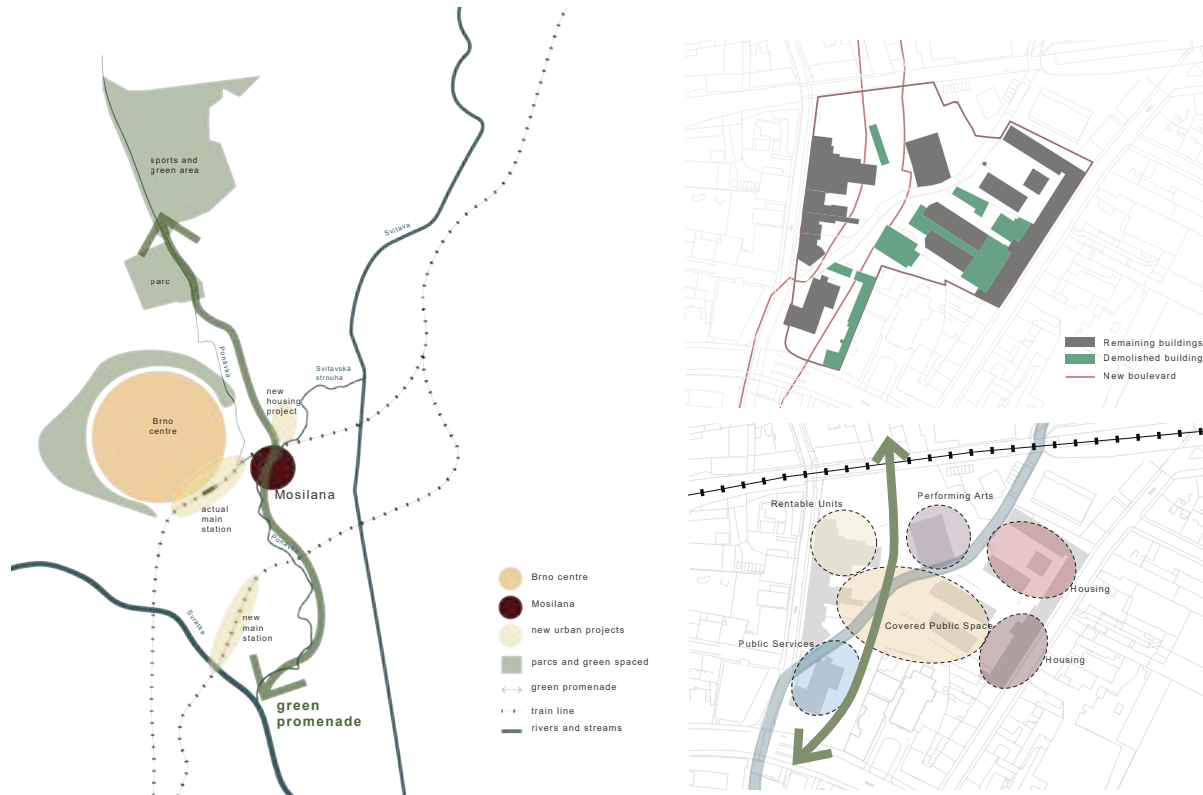 sports and
green area
parc
Ponávka
Svitava
Svitavská
strouha
new
housing
project
Brno
centre
Mosilana
actual
main
station
Ponávka
Svratka
new
main
station
green
promenade
Brno centre
Mosilana
new urban projects
parcs and green spaced
green promenade
train line
rivers and streams
Remaining buildings
Demolished building
New boulevard
Rentable Units
Performing Arts
Housing
Covered Public Space
Public Services
Housing